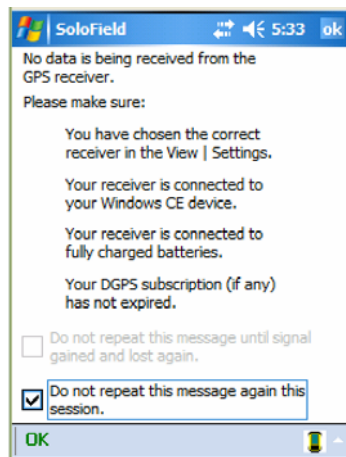 SoloField 5:33 ok
No data is being received from the
GPS receiver.
Please make sure:
You have chosen the correct
receiver in the View | Settings.
Your receiver is connected to
your Windows CE device.
Your receiver is connected to
fully charged batteries.
Your DGPS subscription (if any)
has not expired.
Do not repeat this message until signal
gained and lost again.
Do not repeat this message again this
session.
OK